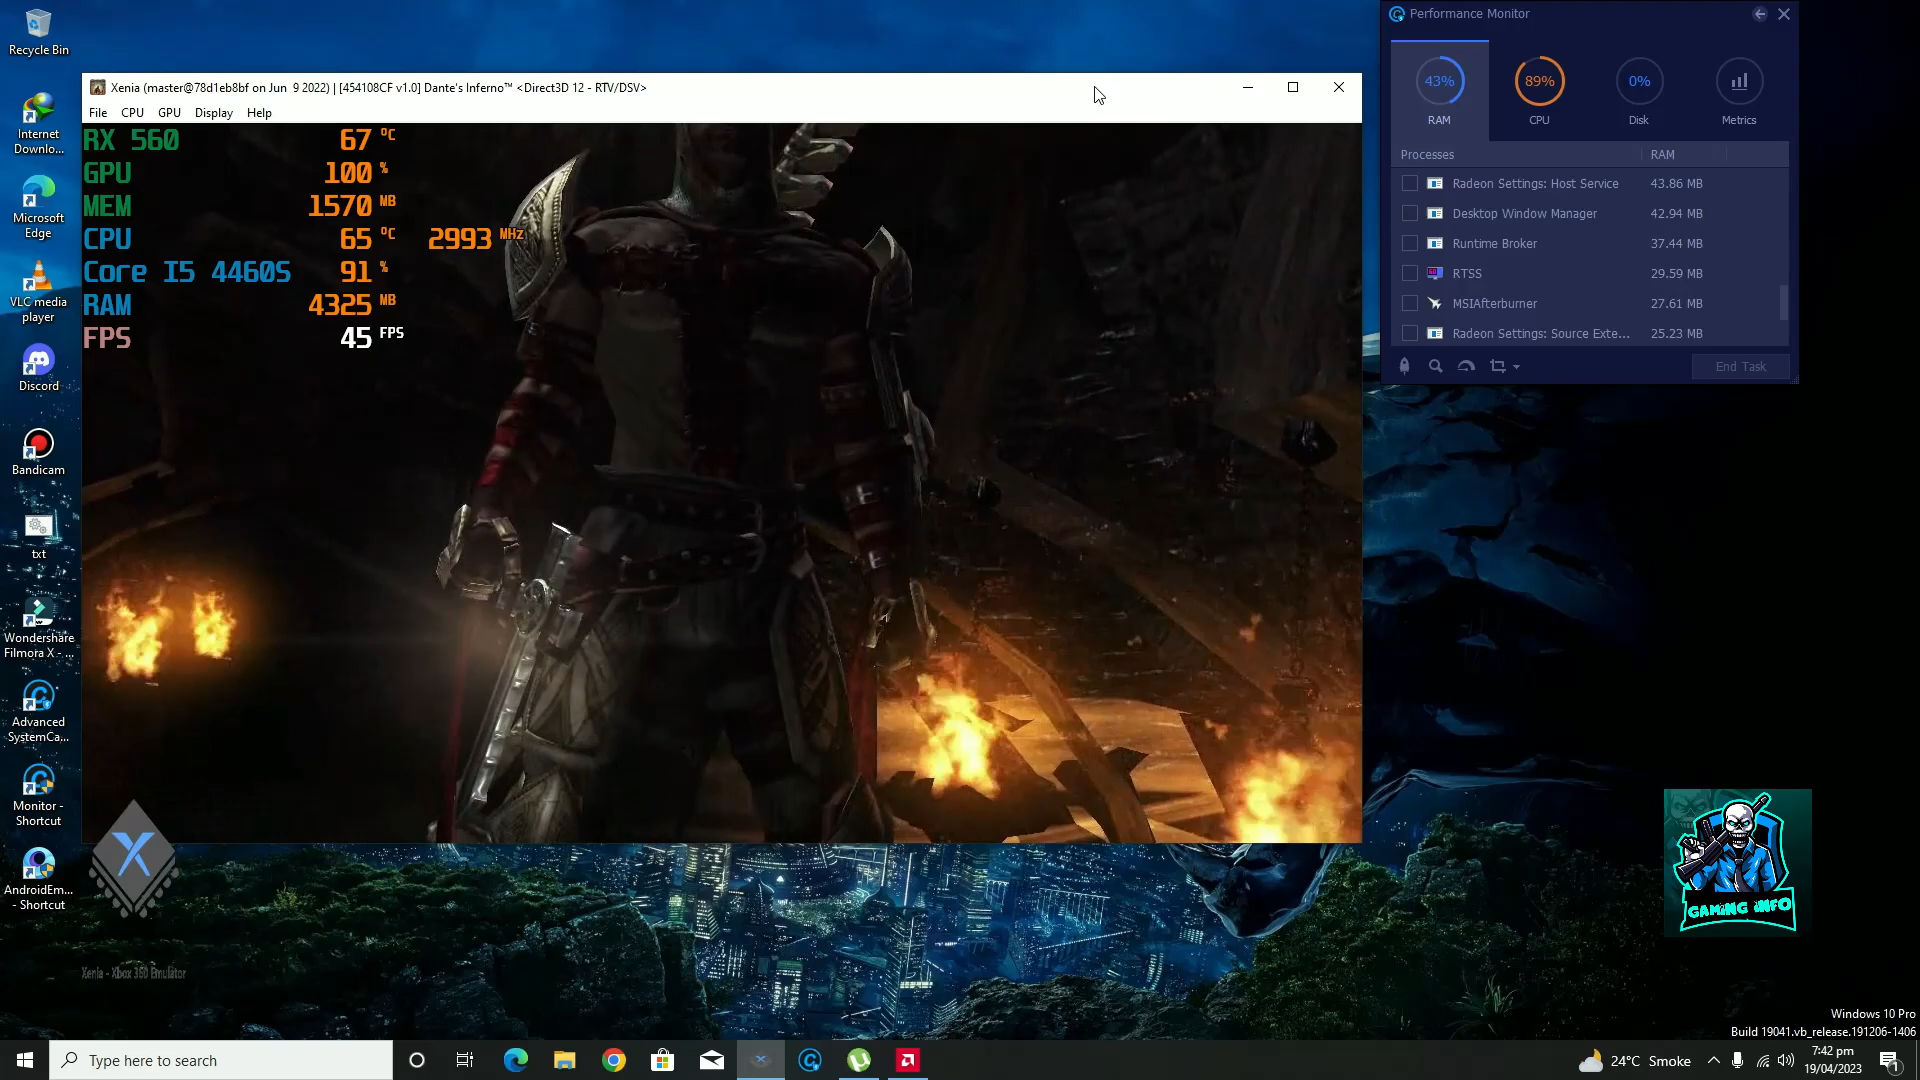 Recycle Bin
Internet
Downlo...
Microsoft
Edge
VLC media
player
Discord
Bandicam
txt
Wondershare
Filmora X - ...
Advanced
SystemCa...
Monitor -
Shortcut
AndroidEm...
- Shortcut
Xenia (master@78d1eb8bf on Jun 9 2022) | [454108CF v1.0] Dante's Inferno™ <Direct3D 12 - RTV/DSV>
File CPU GPU Display Help
RX 560 67 °C
GPU 100 %
MEM 1570 MB
CPU 65 °C 2993 MHz
Core I5 4460S 91 %
RAM 4325 MB
FPS 45 FPS
Performance Monitor
43% 89% 0%
RAM CPU Disk Metrics
Processes RAM
Radeon Settings: Host Service 43.86 MB
Desktop Window Manager 42.94 MB
Runtime Broker 37.44 MB
RTSS 29.59 MB
MSIAfterburner 27.61 MB
Radeon Settings: Source Exte... 25.23 MB
End Task
GAMING INFO
Xenia - Xbox 360 Emulator
Windows 10 Pro
Build 19041.vb_release.191206-1406
Type here to search
24°C Smoke
7:42 pm
19/04/2023
1